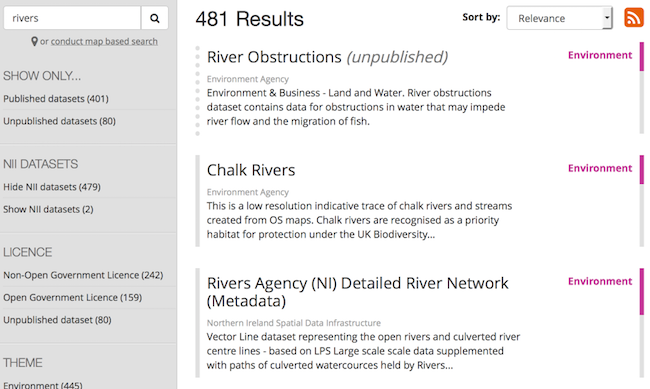 rivers
or conduct map based search
SHOW ONLY...
Published datasets (401)
Unpublished datasets (80)
NII DATASETS
Hide NII datasets (479)
Show NII datasets (2)
LICENCE
Non-Open Government Licence (242)
Open Government Licence (159)
Unpublished dataset (80)
THEME
Environment (445)
481 Results
Sort by: Relevance
River Obstructions (unpublished)
Environment
Environment Agency
Environment & Business - Land and Water. River obstructions
dataset contains data for obstructions in water that may impede
river flow and the migration of fish.
Chalk Rivers
Environment
Environment Agency
This is a low resolution indicative trace of chalk rivers and streams
created from OS maps. Chalk rivers are recognised as a priority
habitat for protection under the UK Biodiversity...
Rivers Agency (NI) Detailed River Network
Environment
(Metadata)
Northern Ireland Spatial Data Infrastructure
Vector Line dataset representing the open rivers and culverted river
centre lines - based on LPS Large scale scale data supplemented
with paths of culverted watercources held by Rivers...